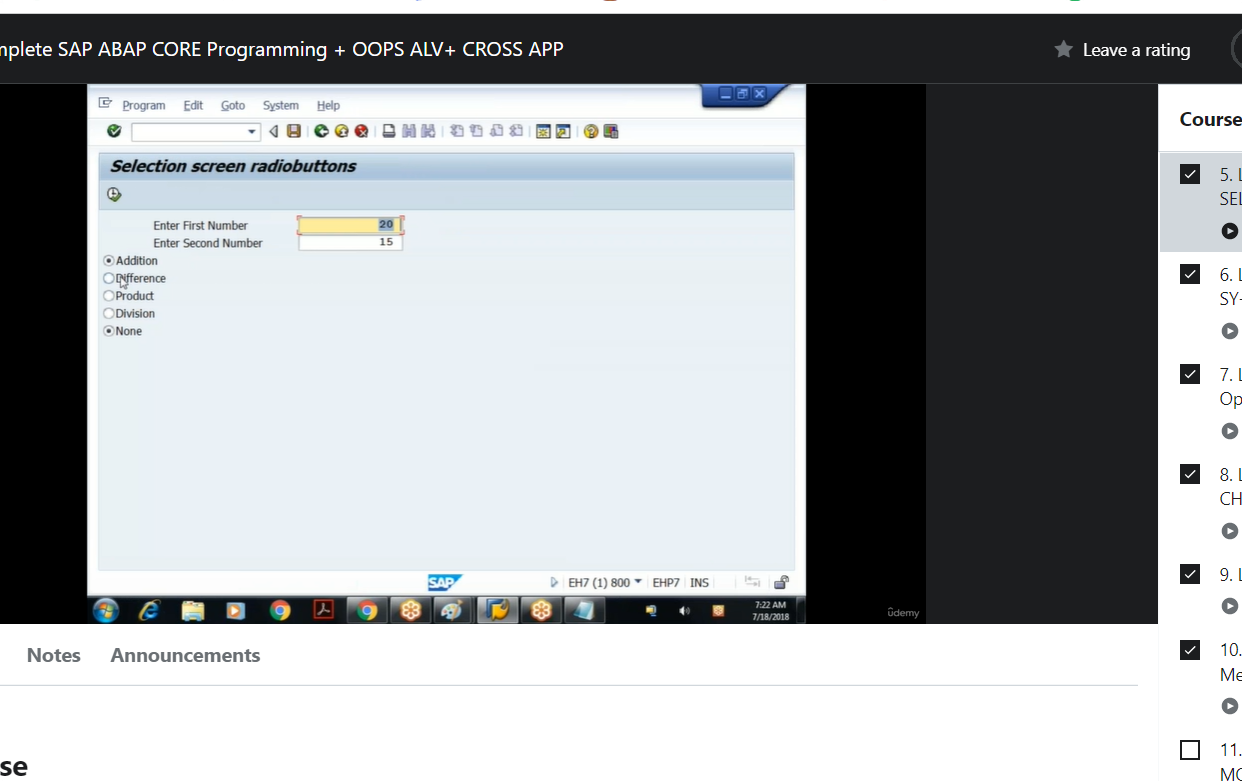 mplete SAP ABAP CORE Programming + OOPS ALV+ CROSS APP
Leave a rating
Program Edit Goto System Help
Selection screen radiobuttons
Enter First Number 20
Enter Second Number 15
Addition
Difference
Product
Division
None
SAP EH7 (1) 800 EHP7 INS
7:22 AM
7/18/2018
ûdemy
Course
5. L
SEL
6. L
SY-
7. L
Op
8. L
CH
9. L
10.
Me
11.
MO
Notes Announcements
se